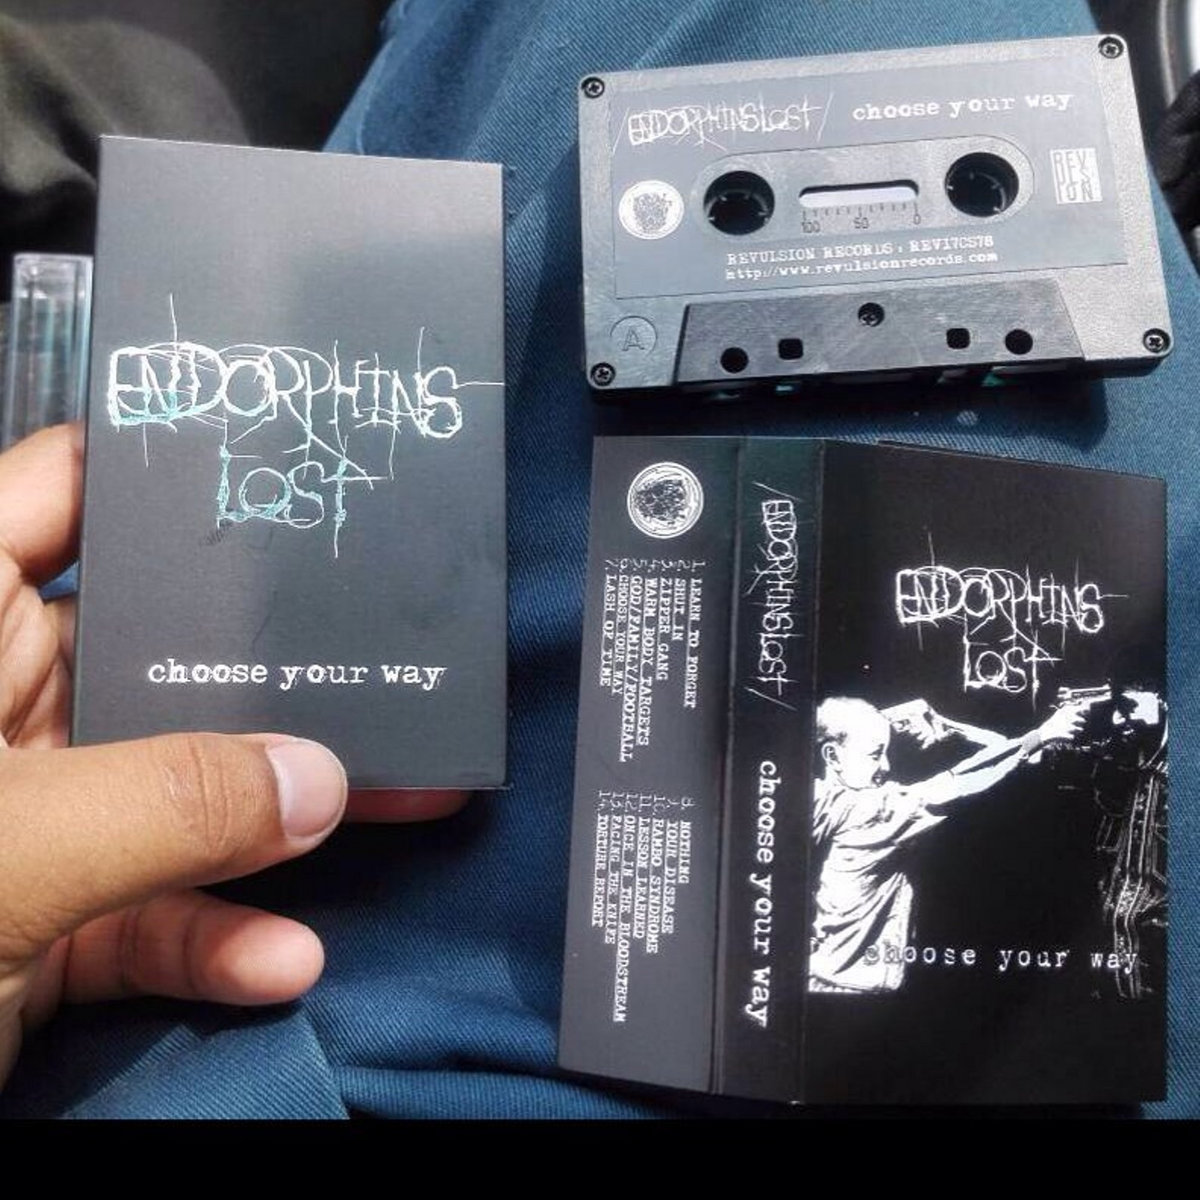 ENDORPHINS
LOST
choose your way
ENDORPHINS LOST
choose your way
REV
ULSI
ON
100 50 0
REVULSION RECORDS : REV17CS78
http://www.revulsionrecords.com
A
1. LEARN TO FORGET
2. SHUT IN
3. ZIPPER GANG
4. WARM BODY TARGETS
5. GOD/FAMILY/FOOTBALL
6. CHOOSE YOUR WAY
7. LASH OF TIME
8. NOTHING
9. YOUR DISEASE
10. RAMBO SYNDROME
11. LESSON LEARNED
12. ONCE IN THE BLOODSTREAM
13. FACING THE KNIFE
14. TORTURE REPORT
ENDORPHINS LOST
choose your way
ENDORPHINS
LOST
choose your way